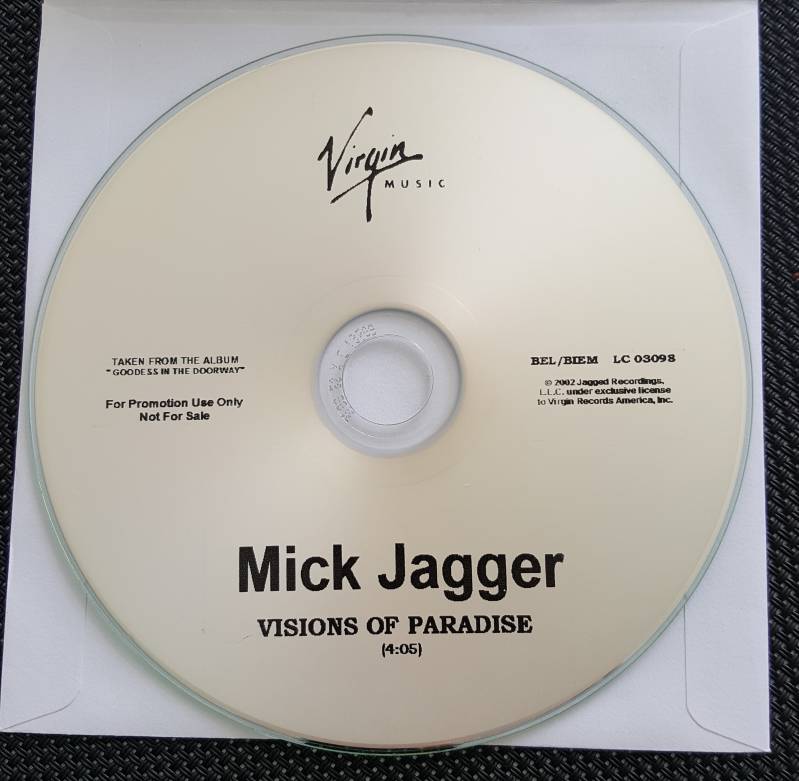 Virgin
MUSIC
TAKEN FROM THE ALBUM
"GOODESS IN THE DOORWAY"
For Promotion Use Only
Not For Sale
BEL/BIEM LC 03098
© 2002 Jagged Recordings,
L.L.C. under exclusive license
to Virgin Records America, Inc.
Mick Jagger
VISIONS OF PARADISE
(4:05)